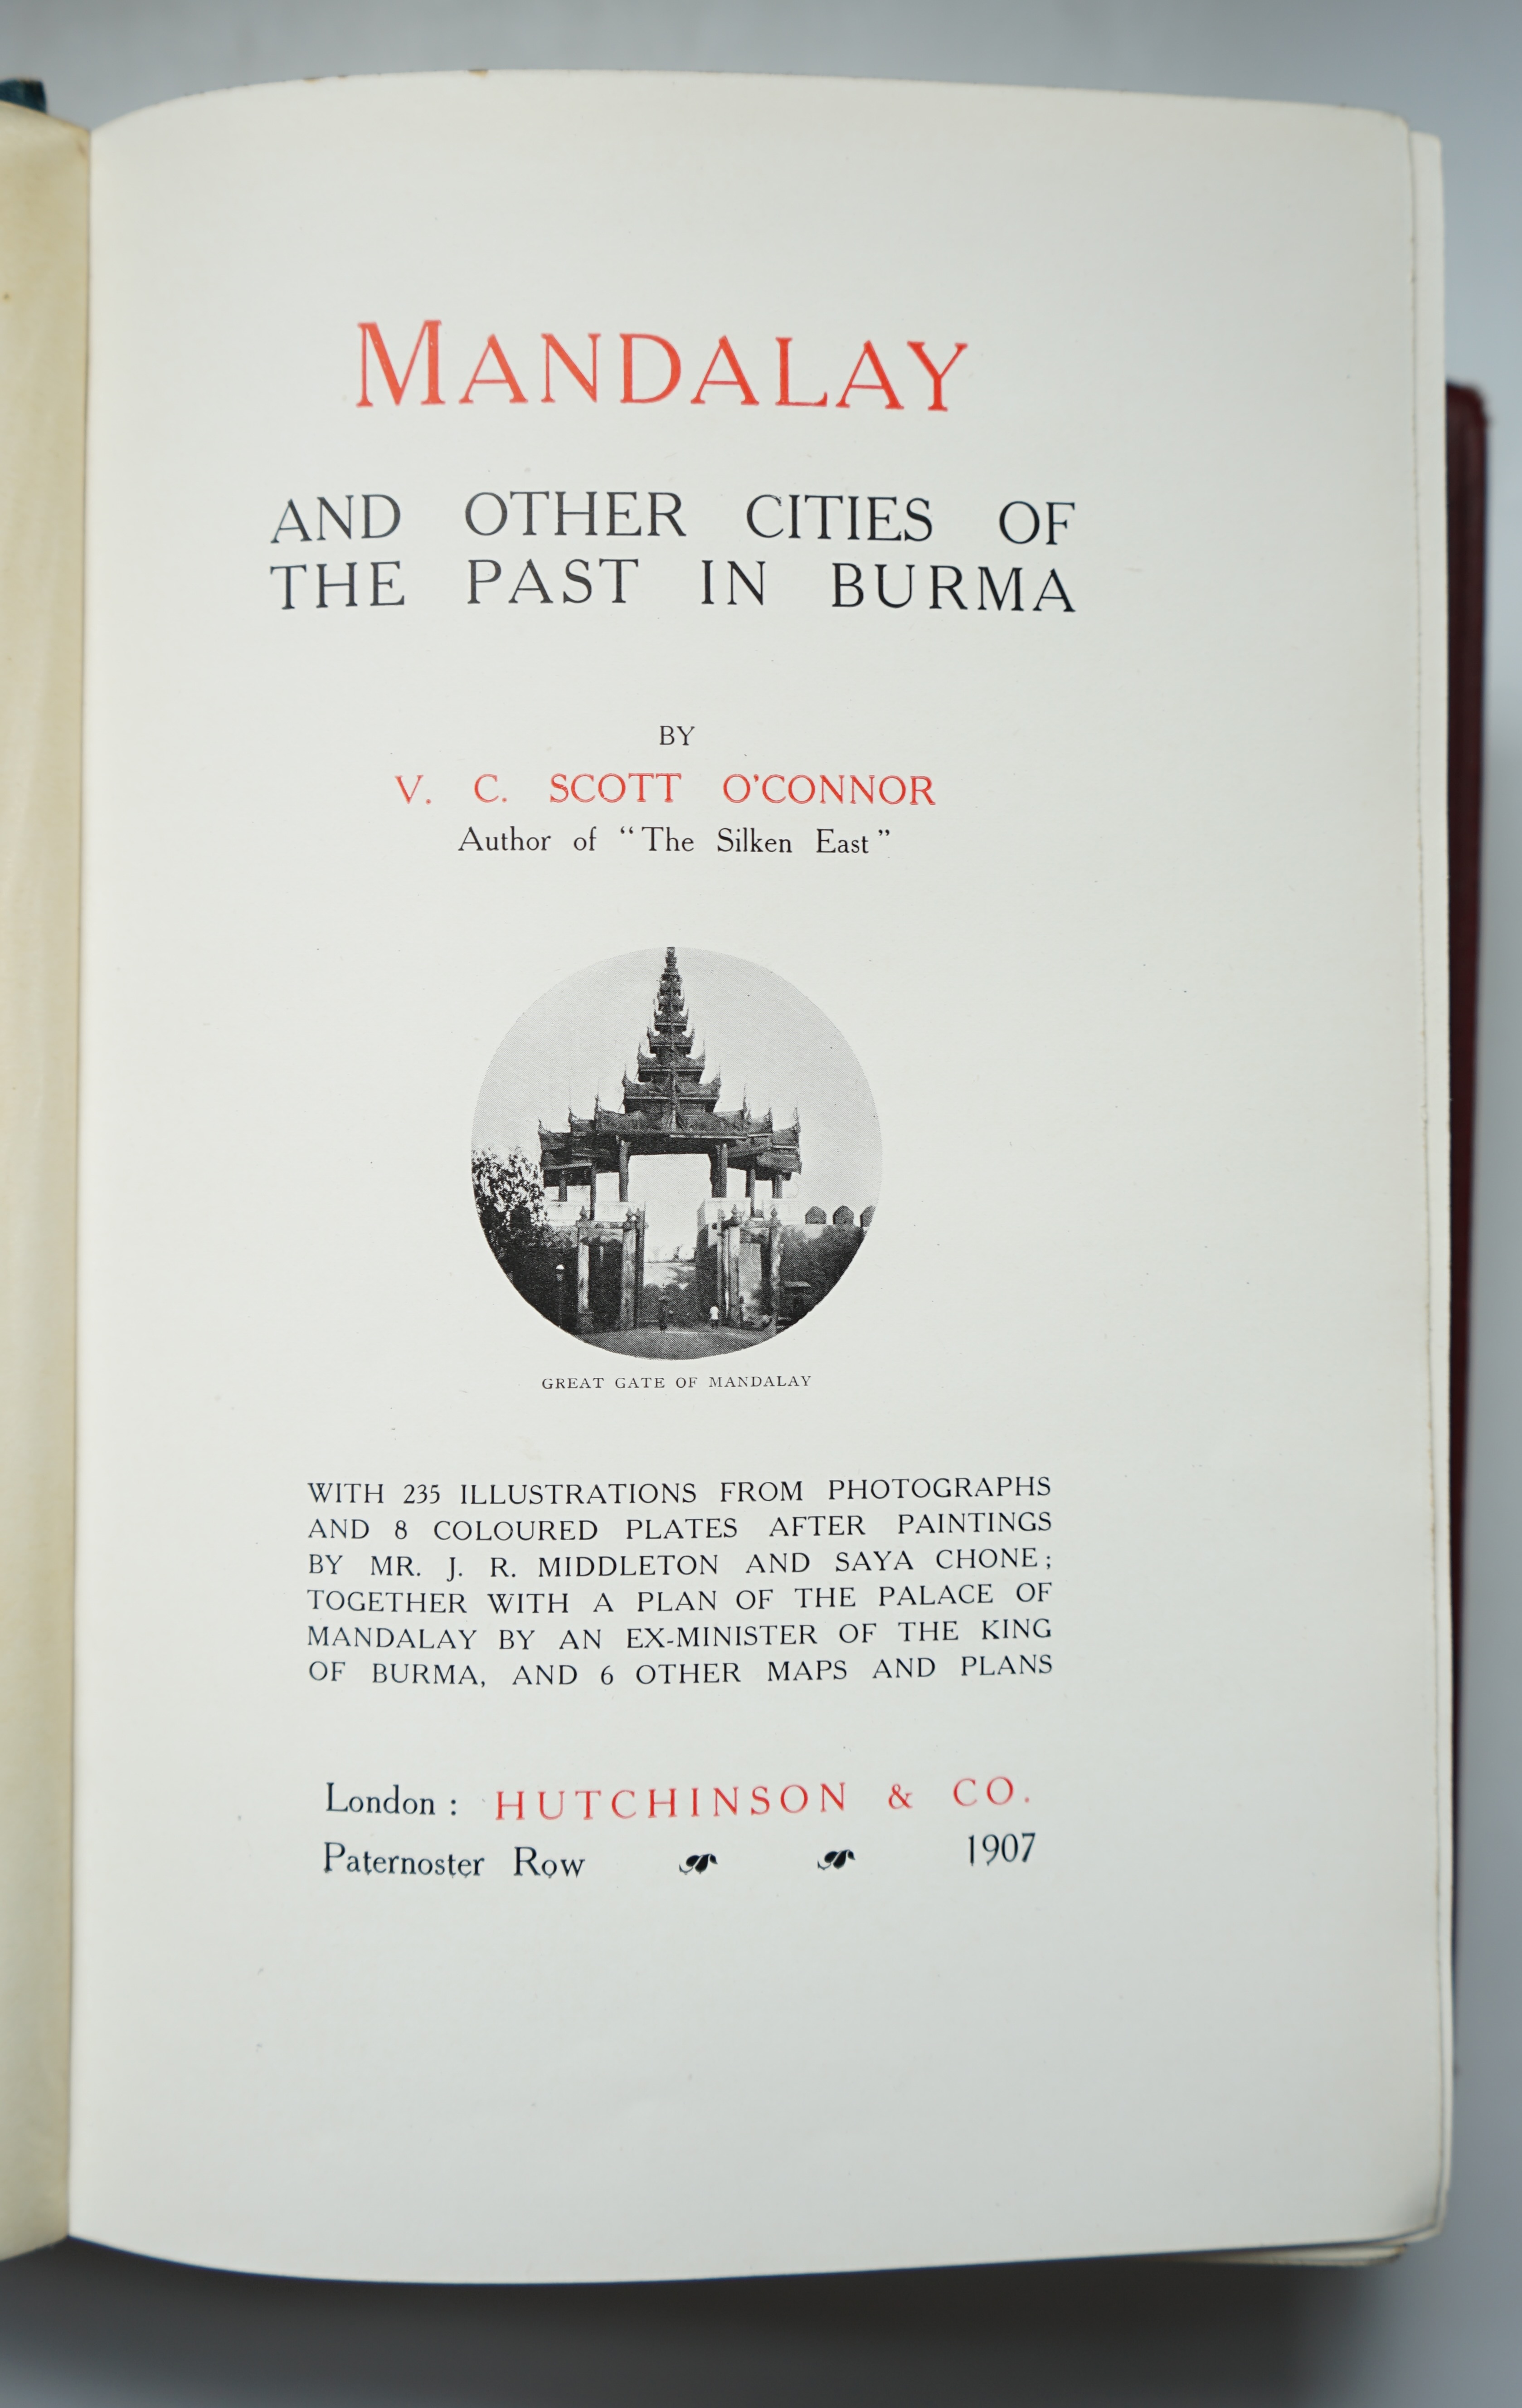 MANDALAY
AND OTHER CITIES OF
THE PAST IN BURMA
BY
V. C. SCOTT O'CONNOR
Author of “The Silken East”
GREAT GATE OF MANDALAY
WITH 235 ILLUSTRATIONS FROM PHOTOGRAPHS
AND 8 COLOURED PLATES AFTER PAINTINGS
BY MR. J. R. MIDDLETON AND SAYA CHONE;
TOGETHER WITH A PLAN OF THE PALACE OF
MANDALAY BY AN EX-MINISTER OF THE KING
OF BURMA, AND 6 OTHER MAPS AND PLANS
London: HUTCHINSON & CO.
Paternoster Row 1907